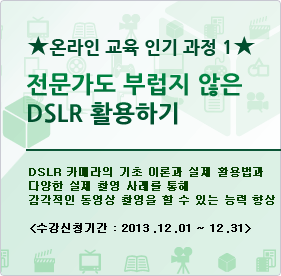 ★온라인 교육 인기 과정 1★
전문가도 부럽지 않은
DSLR 활용하기
DSLR 카메라의 기초 이론과 실제 활용법과
다양한 실제 촬영 사례를 통해
감각적인 동영상 촬영을 할 수 있는 능력 향상
<수강신청기간 : 2013 .12.01 ~ 12.31>